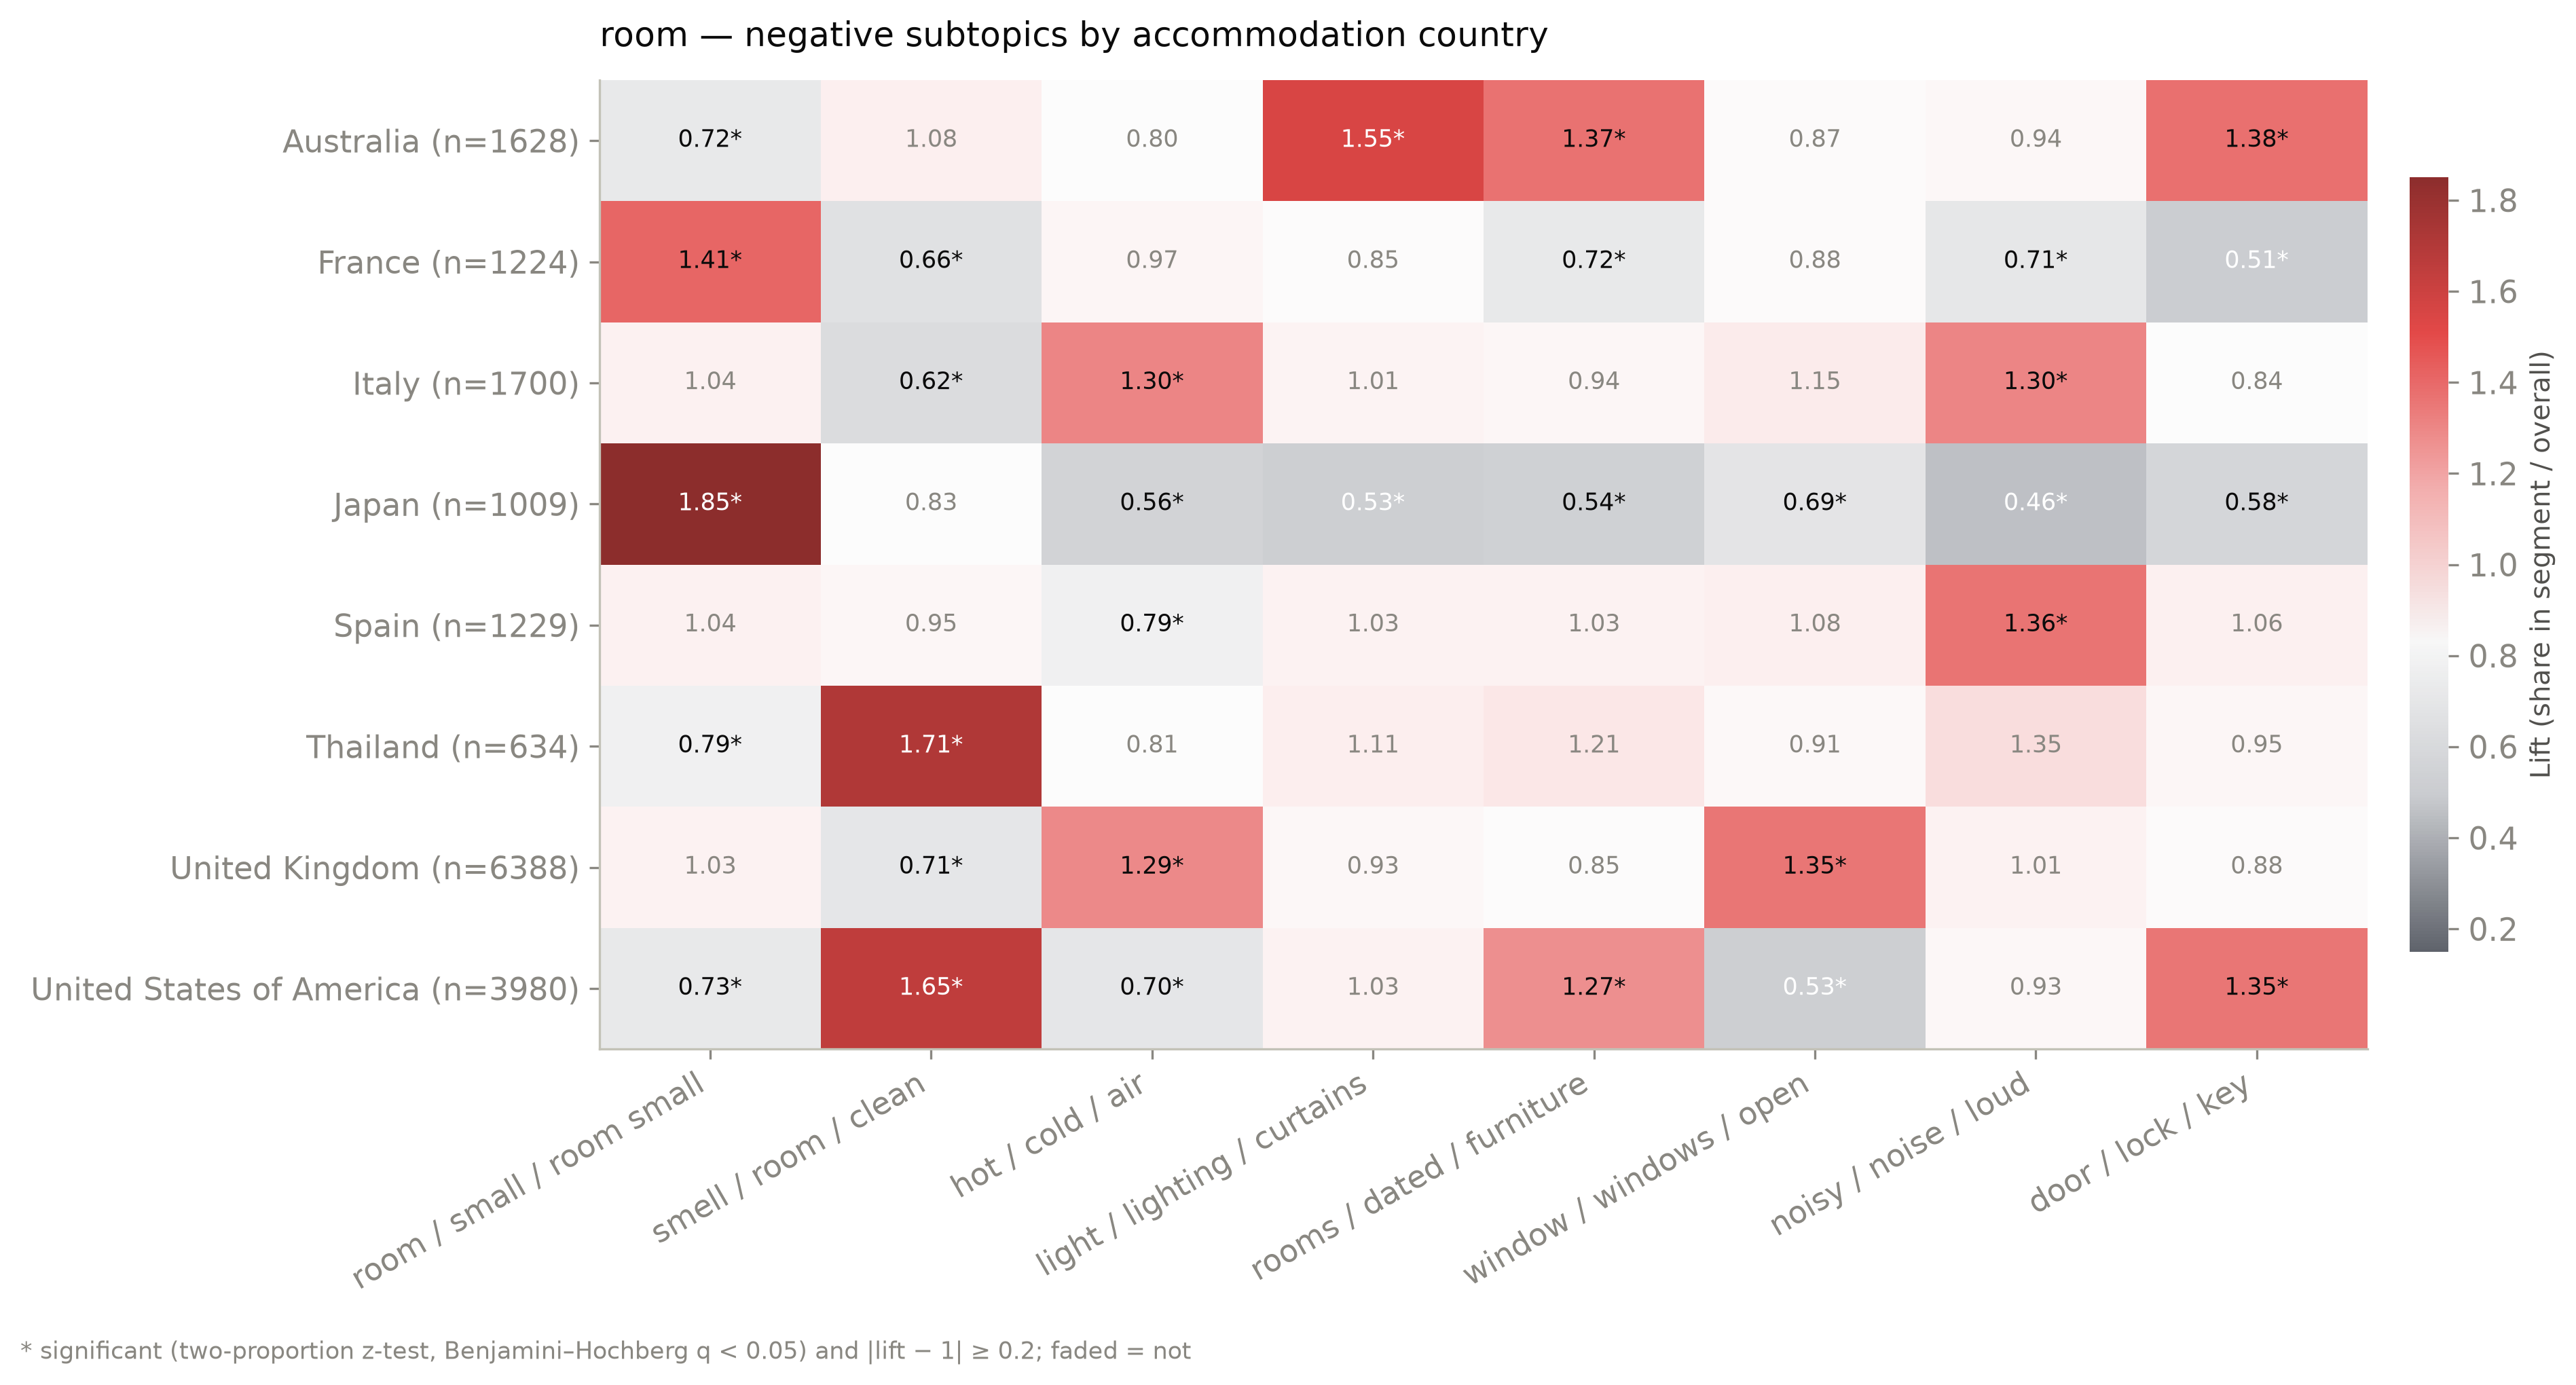 room — negative subtopics by accommodation country
Australia (n=1628) 0.72* 1.08 0.80 1.55* 1.37* 0.87 0.94 1.38*
France (n=1224) 1.41* 0.66* 0.97 0.85 0.72* 0.88 0.71* 0.51*
Italy (n=1700) 1.04 0.62* 1.30* 1.01 0.94 1.15 1.30* 0.84
Japan (n=1009) 1.85* 0.83 0.56* 0.53* 0.54* 0.69* 0.46* 0.58*
Spain (n=1229) 1.04 0.95 0.79* 1.03 1.03 1.08 1.36* 1.06
Thailand (n=634) 0.79* 1.71* 0.81 1.11 1.21 0.91 1.35 0.95
United Kingdom (n=6388) 1.03 0.71* 1.29* 0.93 0.85 1.35* 1.01 0.88
United States of America (n=3980) 0.73* 1.65* 0.70* 1.03 1.27* 0.53* 0.93 1.35*
room / small / room small
smell / room / clean
hot / cold / air
light / lighting / curtains
rooms / dated / furniture
window / windows / open
noisy / noise / loud
door / lock / key
1.8
1.6
1.4
1.2
1.0
0.8
0.6
0.4
0.2
Lift (share in segment / overall)
* significant (two-proportion z-test, Benjamini–Hochberg q < 0.05) and |lift − 1| ≥ 0.2; faded = not